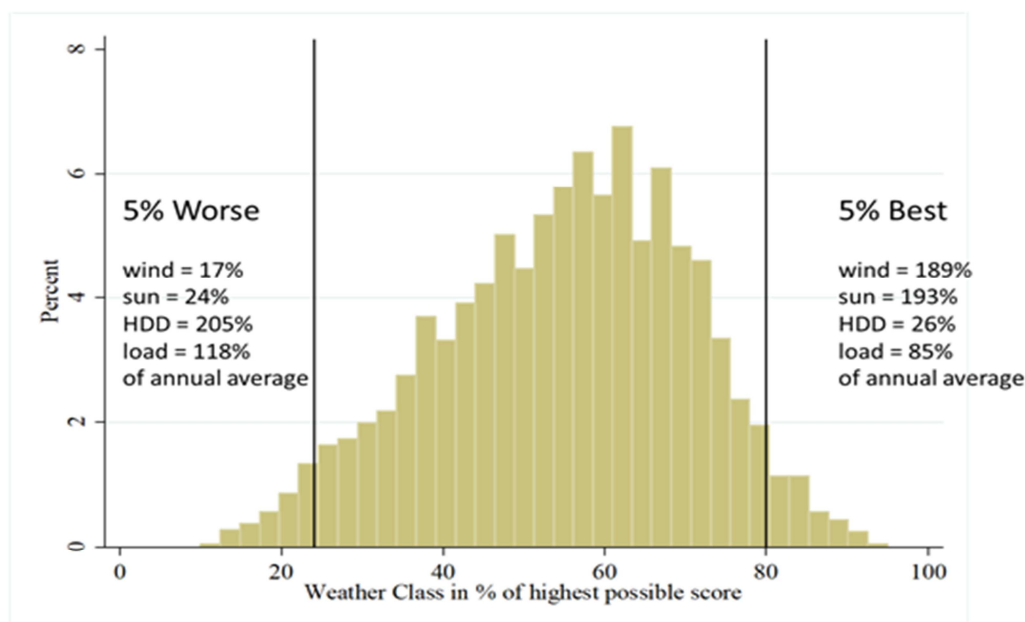 8
6
4
2
0
Percent
5% Worse
wind = 17%
sun = 24%
HDD = 205%
load = 118%
of annual average
5% Best
wind = 189%
sun = 193%
HDD = 26%
load = 85%
of annual average
0 20 40 60 80 100
Weather Class in % of highest possible score